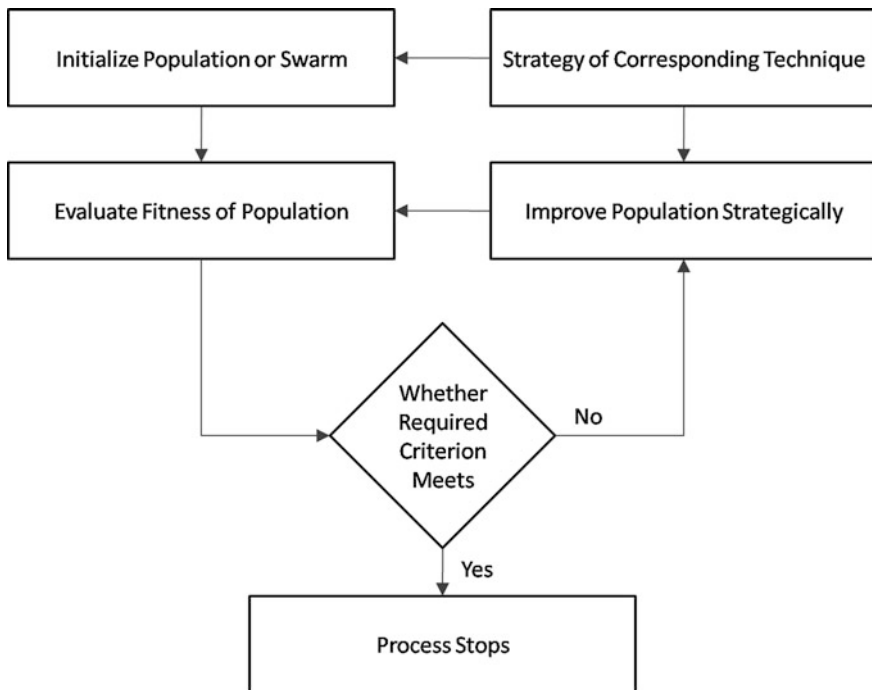 Initialize Population or Swarm
Strategy of Corresponding Technique
Evaluate Fitness of Population
Improve Population Strategically
Whether
Required
Criterion
Meets
No
Yes
Process Stops